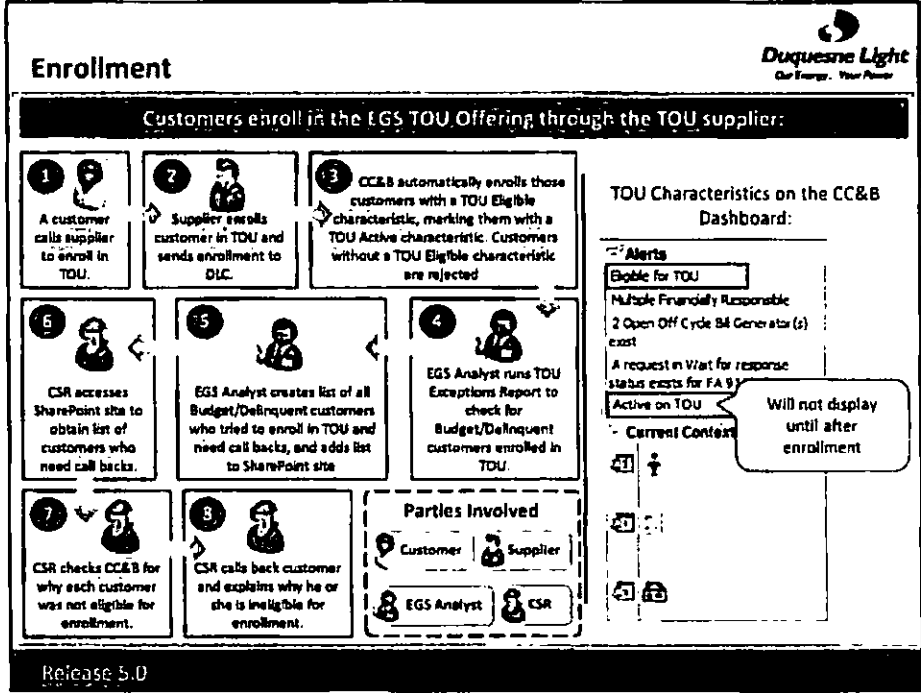 Enrollment
Duquesne Light
Our Energy. Your Power
Customers enroll in the EGS TOU Offering through the TOU supplier:
1
A customer
calls supplier
to enroll in
TOU.
2
Supplier enrolls
customer in TOU and
sends enrollment to
DLC.
3
CC&B automatically enrolls those
customers with a TOU Eligible
characteristic, marking them with a
TOU Active characteristic. Customers
without a TOU Eligible characteristic
are rejected
4
EGS Analyst runs TOU
Exceptions Report to
check for
Budget/Delinquent
customers enrolled in
TOU.
5
EGS Analyst creates list of all
Budget/Delinquent customers
who tried to enroll in TOU and
need call backs, and adds list
to SharePoint site
6
CSR accesses
SharePoint site to
obtain list of
customers who
need call backs.
7
CSR checks CC&B for
why each customer
was not eligible for
enrollment.
8
CSR calls back customer
and explains why he or
she is ineligible for
enrollment.
Parties Involved
Customer
Supplier
EGS Analyst
CSR
TOU Characteristics on the CC&B
Dashboard:
Alerts
Eligible for TOU
Multiple Financially Responsible
2 Open Off Cycle Bill Generator(s)
exist
A request in Wait for response
status exists for FA
Active on TOU
Will not display
until after
enrollment
Current Context
Release 5.0